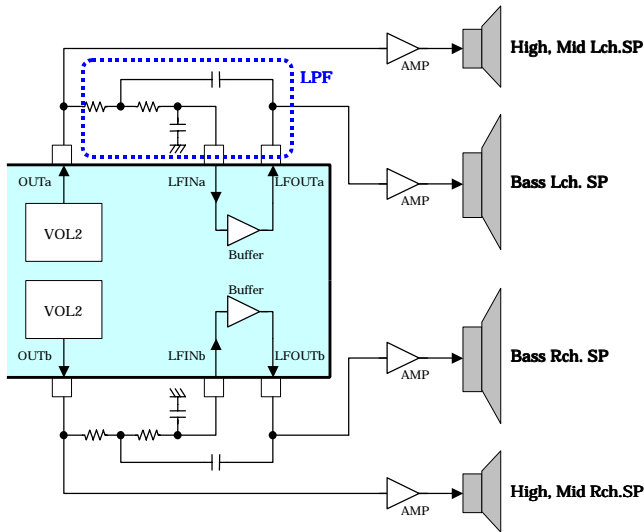 High, Mid Lch.SP
AMP
LPF
OUTa
LFINa
LFOUTa
Bass Lch. SP
AMP
VOL2
Buffer
VOL2
Buffer
OUTb
LFINb
LFOUTb
Bass Rch. SP
AMP
High, Mid Rch.SP
AMP